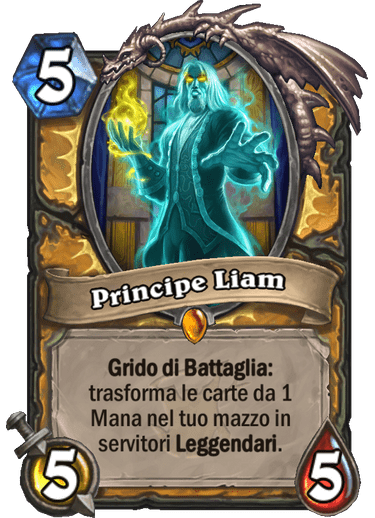 5
Principe Liam
Grido di Battaglia:
trasforma le carte da 1
Mana nel tuo mazzo in
servitori Leggendari.
5
5